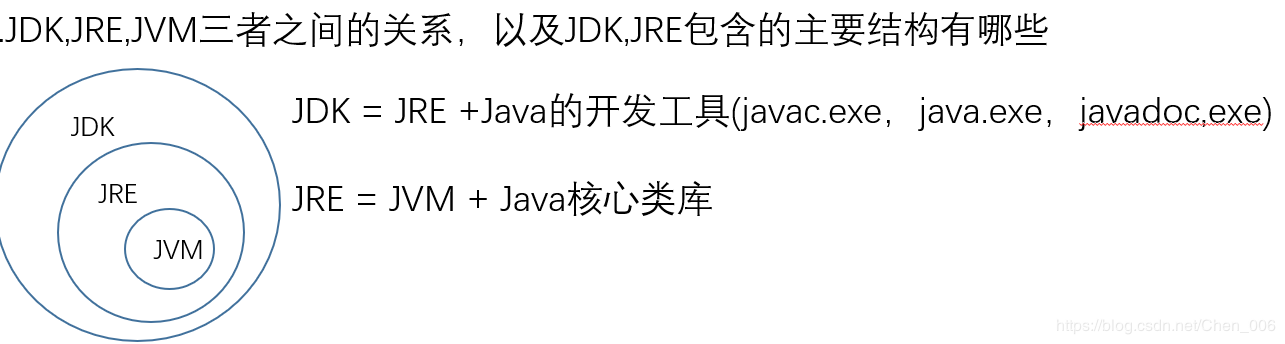 .JDK,JRE,JVM三者之间的关系，以及JDK,JRE包含的主要结构有哪些
JDK = JRE +Java的开发工具(javac.exe，java.exe，javadoc,exe)
JDK
JRE
JRE = JVM + Java核心类库
JVM
https://blog.csdn.net/Chen_006